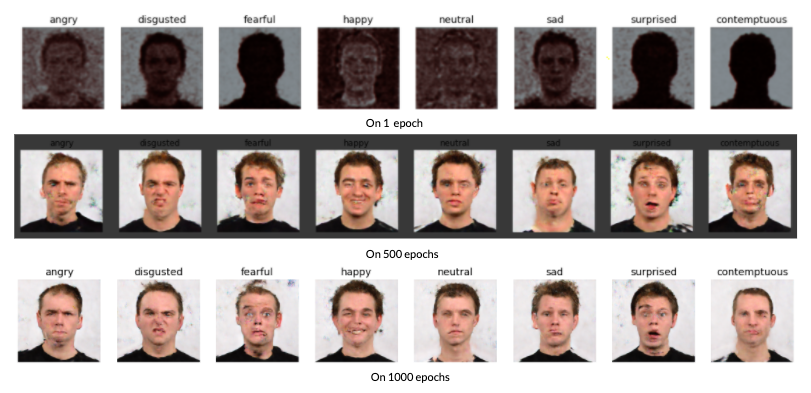 angry disgusted fearful happy neutral sad surprised contemptuous
On 1 epoch
angry disgusted fearful happy neutral sad surprised contemptuous
On 500 epochs
angry disgusted fearful happy neutral sad surprised contemptuous
On 1000 epochs